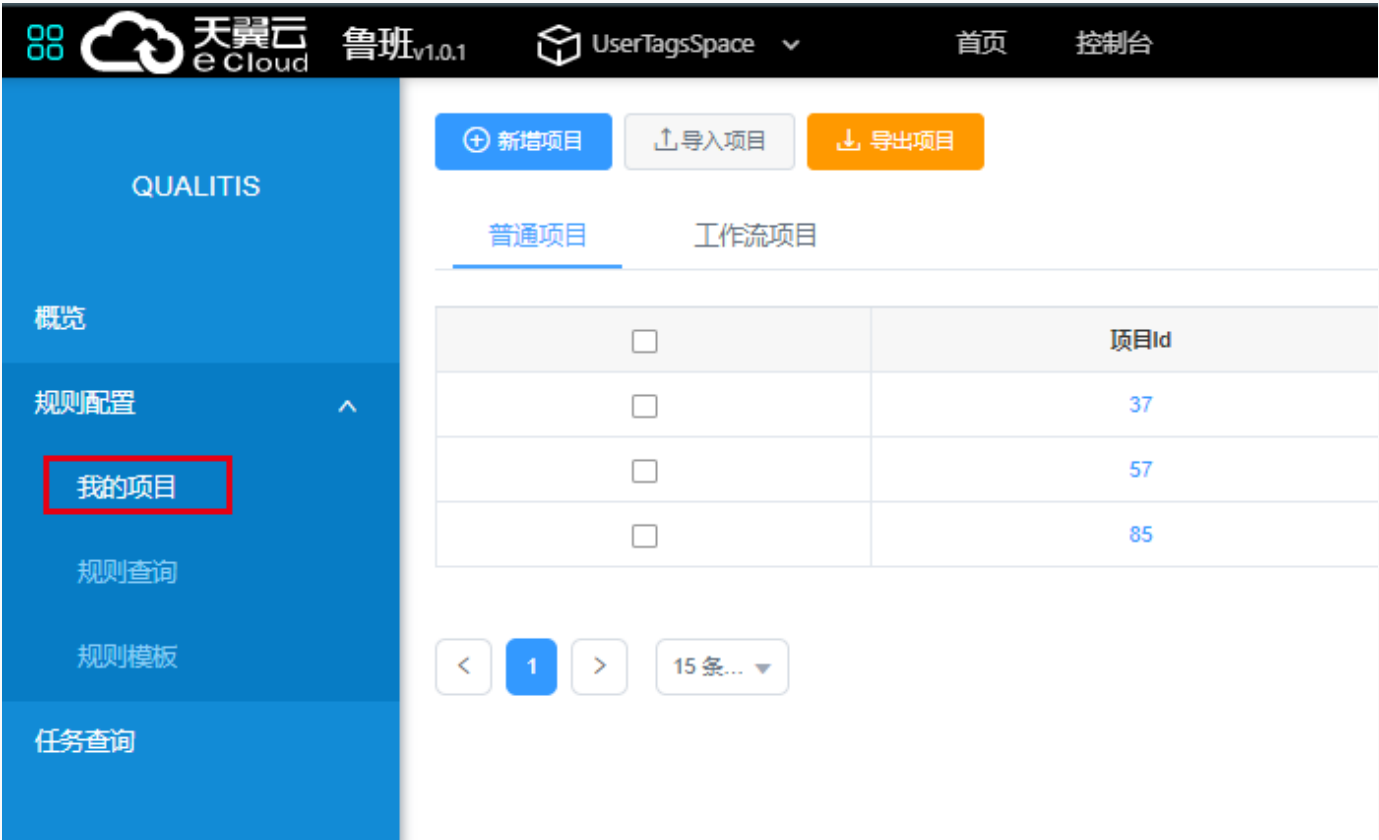 天翼云
e Cloud
鲁班v1.0.1
UserTagsSpace
首页
控制台
QUALITIS
概览
规则配置
我的项目
规则查询
规则模板
任务查询
新增项目
导入项目
导出项目
普通项目
工作流项目
项目Id
37
57
85
1
15 条...